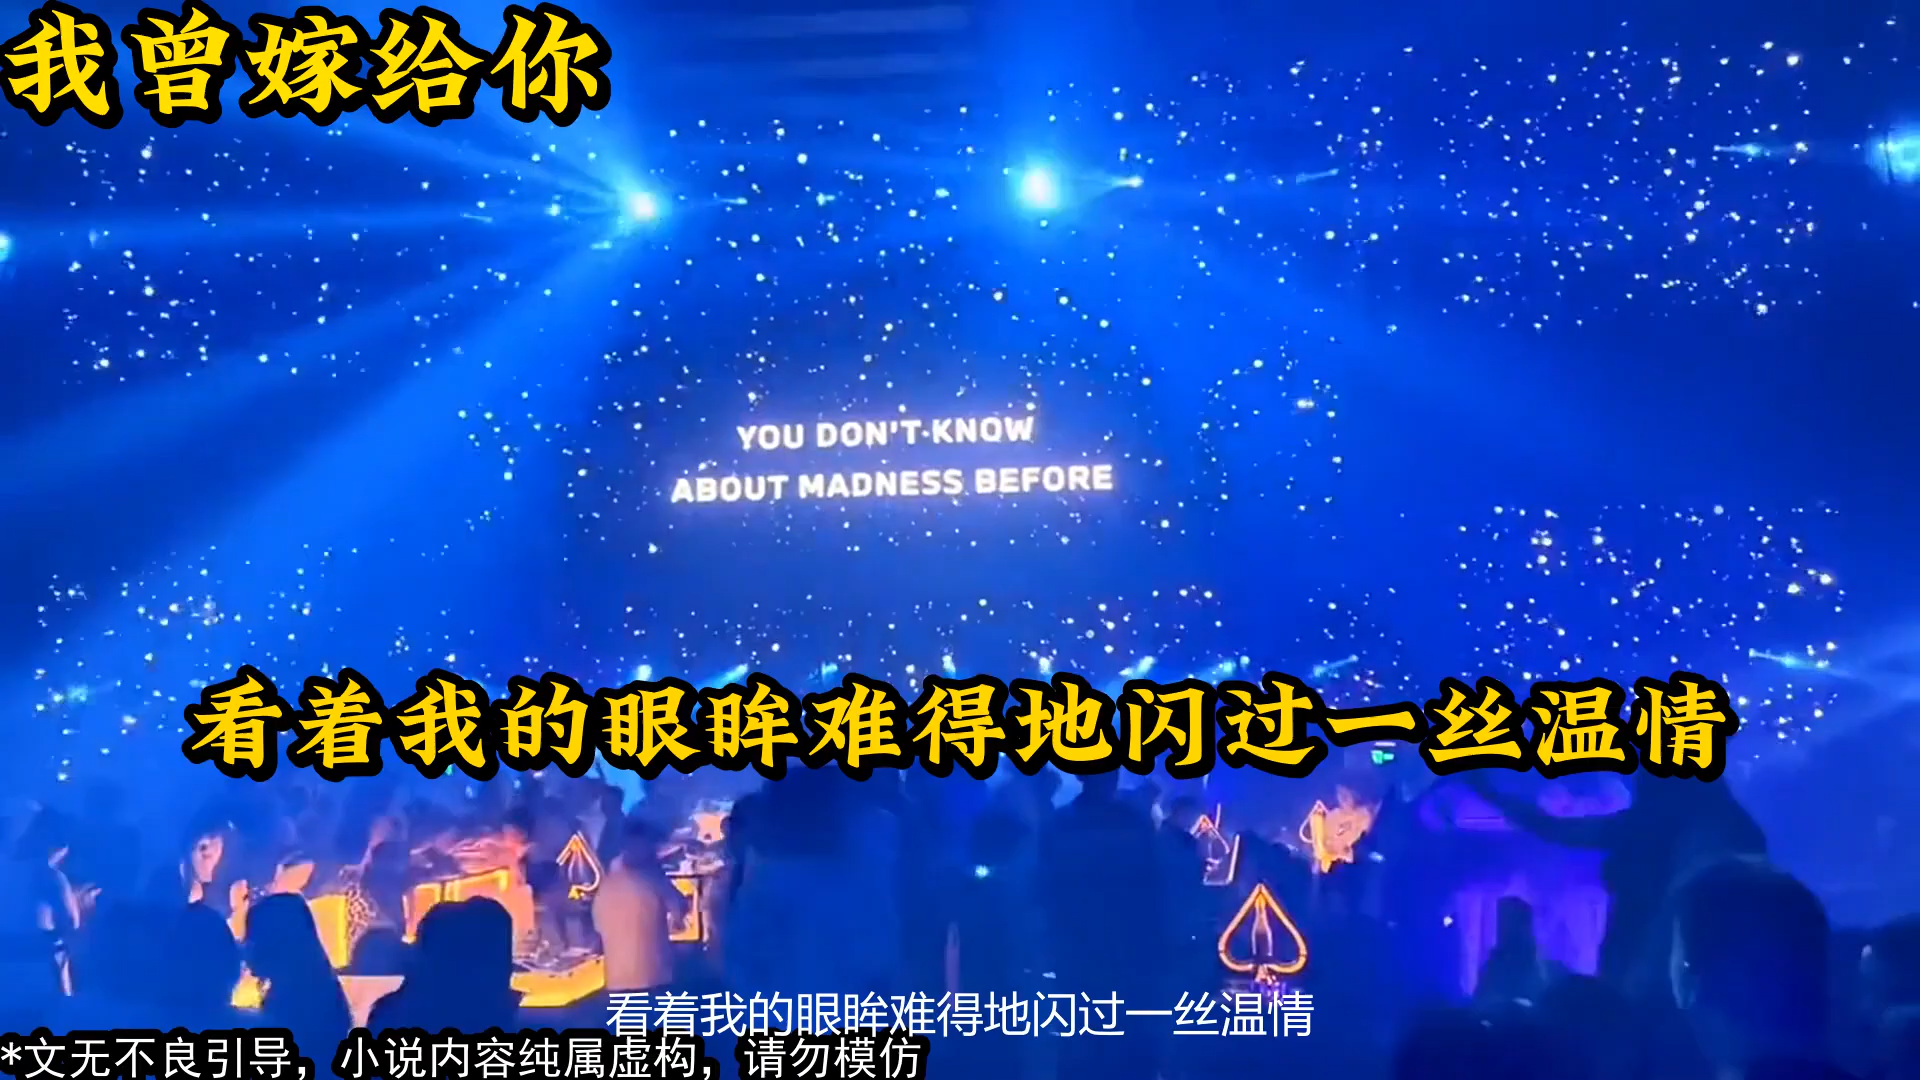 我曾嫁给你
YOU DON'T KNOW
ABOUT MADNESS BEFORE
看着我的眼眸难得地闪过一丝温情
看着我的眼眸难得地闪过一丝温情
*文无不良引导，小说内容纯属虚构，请勿模仿